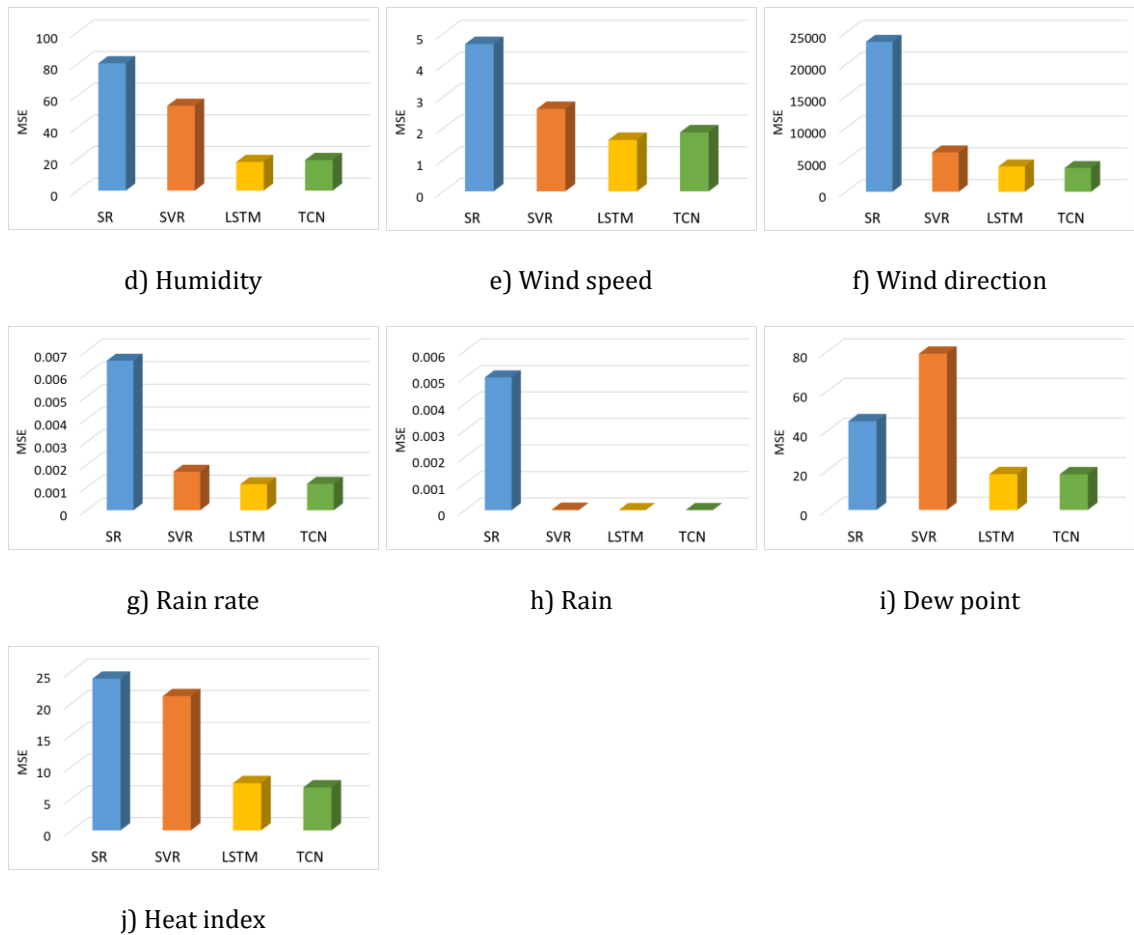 100
80
60
40
20
0
MSE
SR SVR LSTM TCN
d) Humidity
5
4
3
2
1
0
MSE
SR SVR LSTM TCN
e) Wind speed
25000
20000
15000
10000
5000
0
MSE
SR SVR LSTM TCN
f) Wind direction
0.007
0.006
0.005
0.004
0.003
0.002
0.001
0
MSE
SR SVR LSTM TCN
g) Rain rate
0.006
0.005
0.004
0.003
0.002
0.001
0
MSE
SR SVR LSTM TCN
h) Rain
80
60
40
20
0
MSE
SR SVR LSTM TCN
i) Dew point
25
20
15
10
5
0
MSE
SR SVR LSTM TCN
j) Heat index